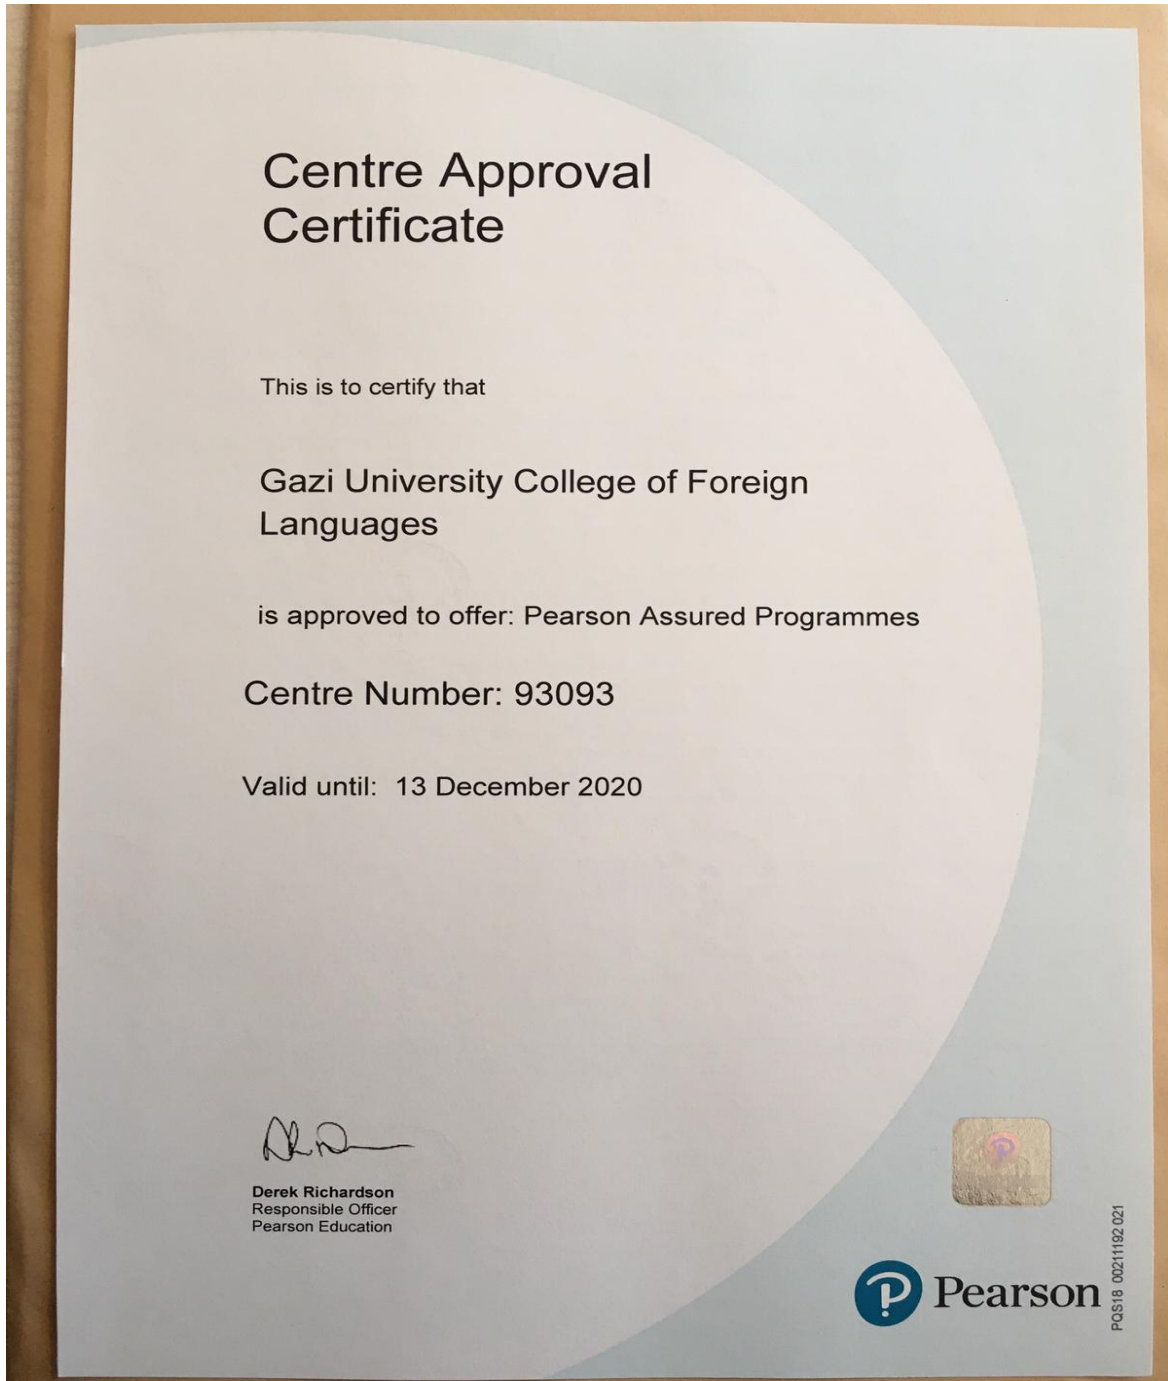 Centre Approval
Certificate
This is to certify that
Gazi University College of Foreign
Languages
is approved to offer: Pearson Assured Programmes
Centre Number: 93093
Valid until: 13 December 2020
Derek Richardson
Responsible Officer
Pearson Education
Pearson
PQS18 00211192 021